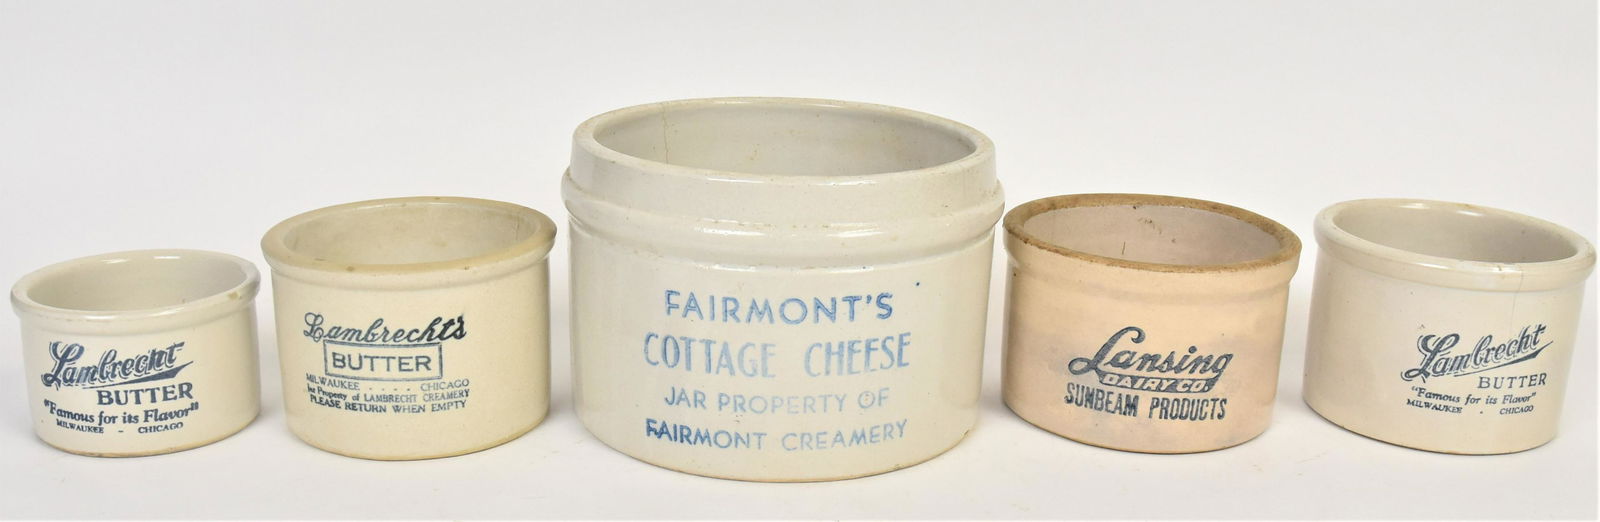 Lambrecht
BUTTER
"Famous for its Flavor"
MILWAUKEE - CHICAGO
Lambrecht's
BUTTER
MILWAUKEE - - - - CHICAGO
Property of LAMBRECHT CREAMERY
PLEASE RETURN WHEN EMPTY
FAIRMONT'S
COTTAGE CHEESE
JAR PROPERTY OF
FAIRMONT CREAMERY
Lansing
DAIRY CO.
SUNBEAM PRODUCTS
Lambrecht
BUTTER
"Famous for its Flavor"
MILWAUKEE - CHICAGO